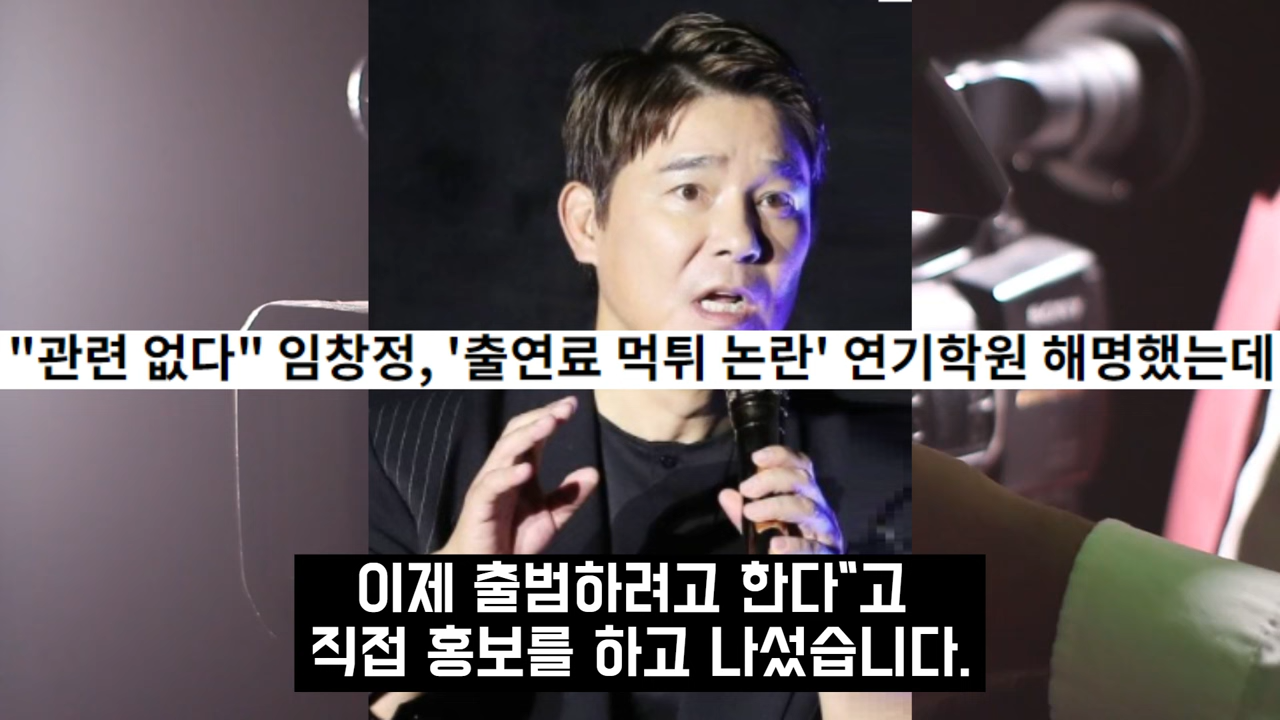 "관련 없다" 임창정, '출연료 먹튀 논란' 연기학원 해명했는데
이제 출범하려고 한다"고
직접 홍보를 하고 나섰습니다.